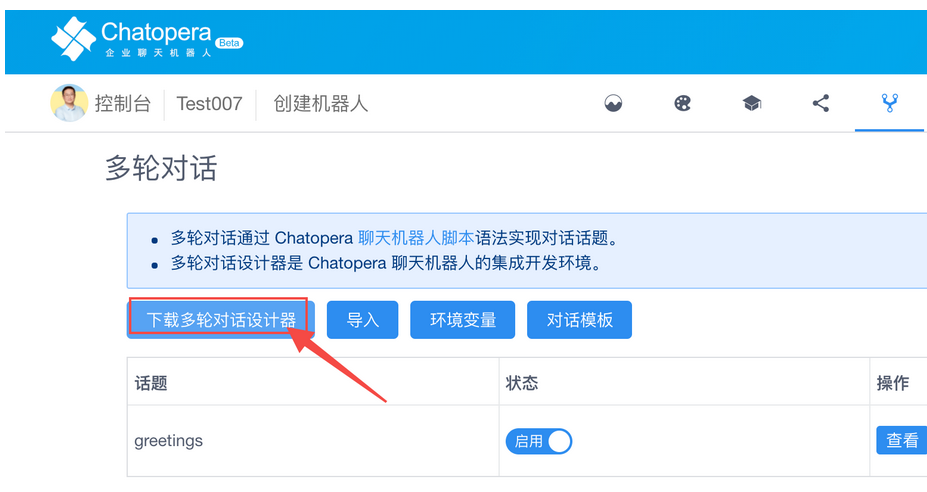 Chatopera Beta
企业聊天机器人
控制台 Test007 创建机器人
多轮对话
多轮对话通过 Chatopera 聊天机器人脚本语法实现对话话题。
多轮对话设计器是 Chatopera 聊天机器人的集成开发环境。
下载多轮对话设计器 导入 环境变量 对话模板
话题 状态 操作
greetings 启用 查看